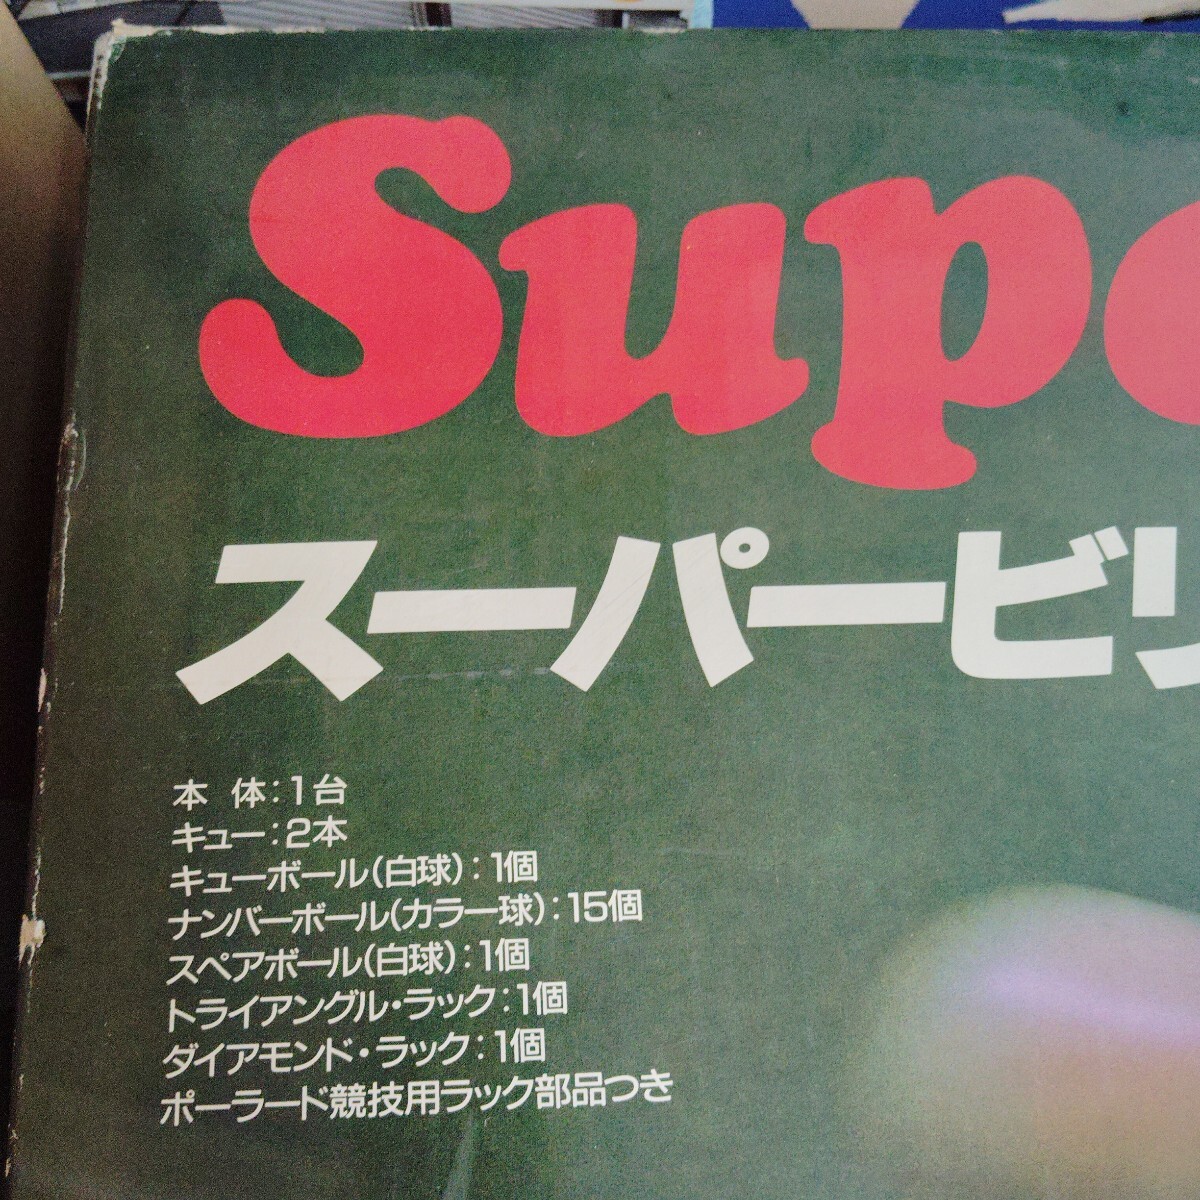 Supe
スーパービリ
本 体：1台
キュー：2本
キューボール(白球)：1個
ナンバーボール(カラー球)：15個
スペアボール(白球)：1個
トライアングル・ラック：1個
ダイアモンド・ラック：1個
ポーラード競技用ラック部品つき